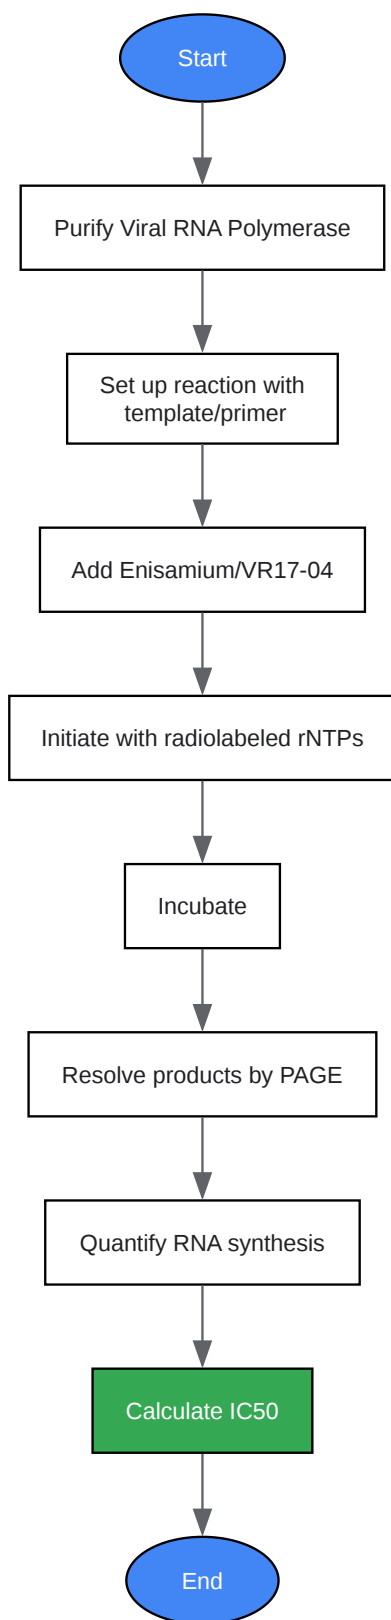 Start
Purify Viral RNA Polymerase
Set up reaction with
template/primer
Add Enisamium/VR17-04
Initiate with radiolabeled rNTPs
Incubate
Resolve products by PAGE
Quantify RNA synthesis
Calculate IC50
End